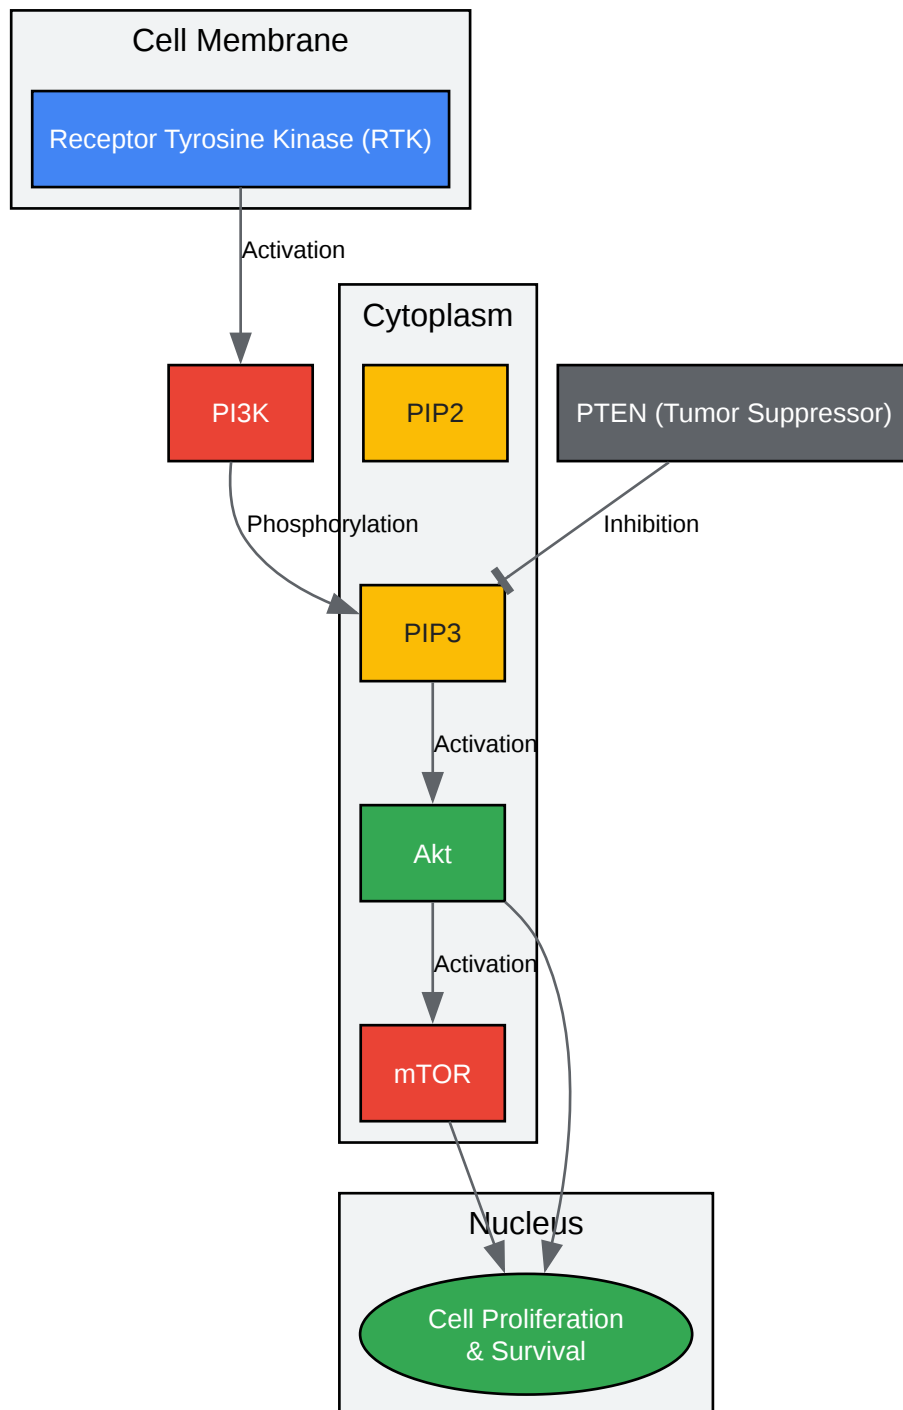 Cell Membrane
Receptor Tyrosine Kinase (RTK)
Activation
Cytoplasm
PI3K
PIP2
PTEN (Tumor Suppressor)
Phosphorylation
Inhibition
PIP3
Activation
Akt
Activation
mTOR
Nucleus
Cell Proliferation
& Survival